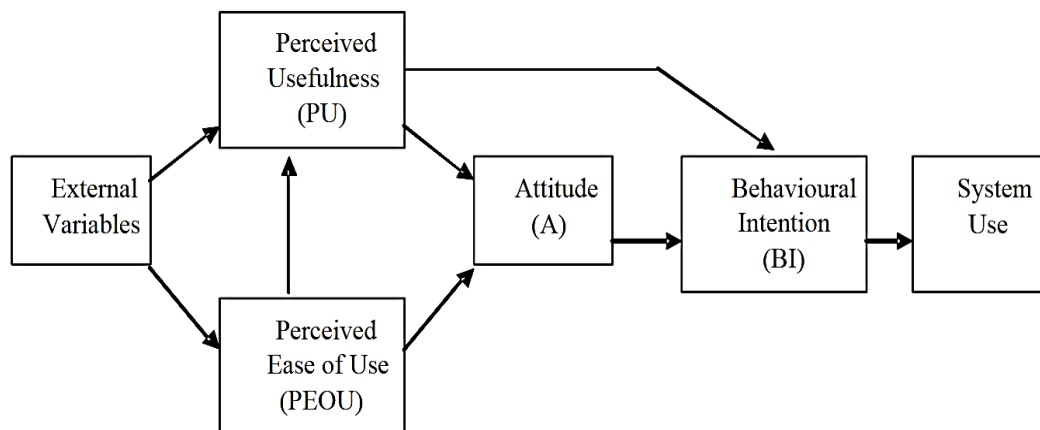 Perceived
Usefulness
(PU)
External
Variables
Attitude
(A)
Behavioural
Intention
(BI)
System
Use
Perceived
Ease of Use
(PEOU)